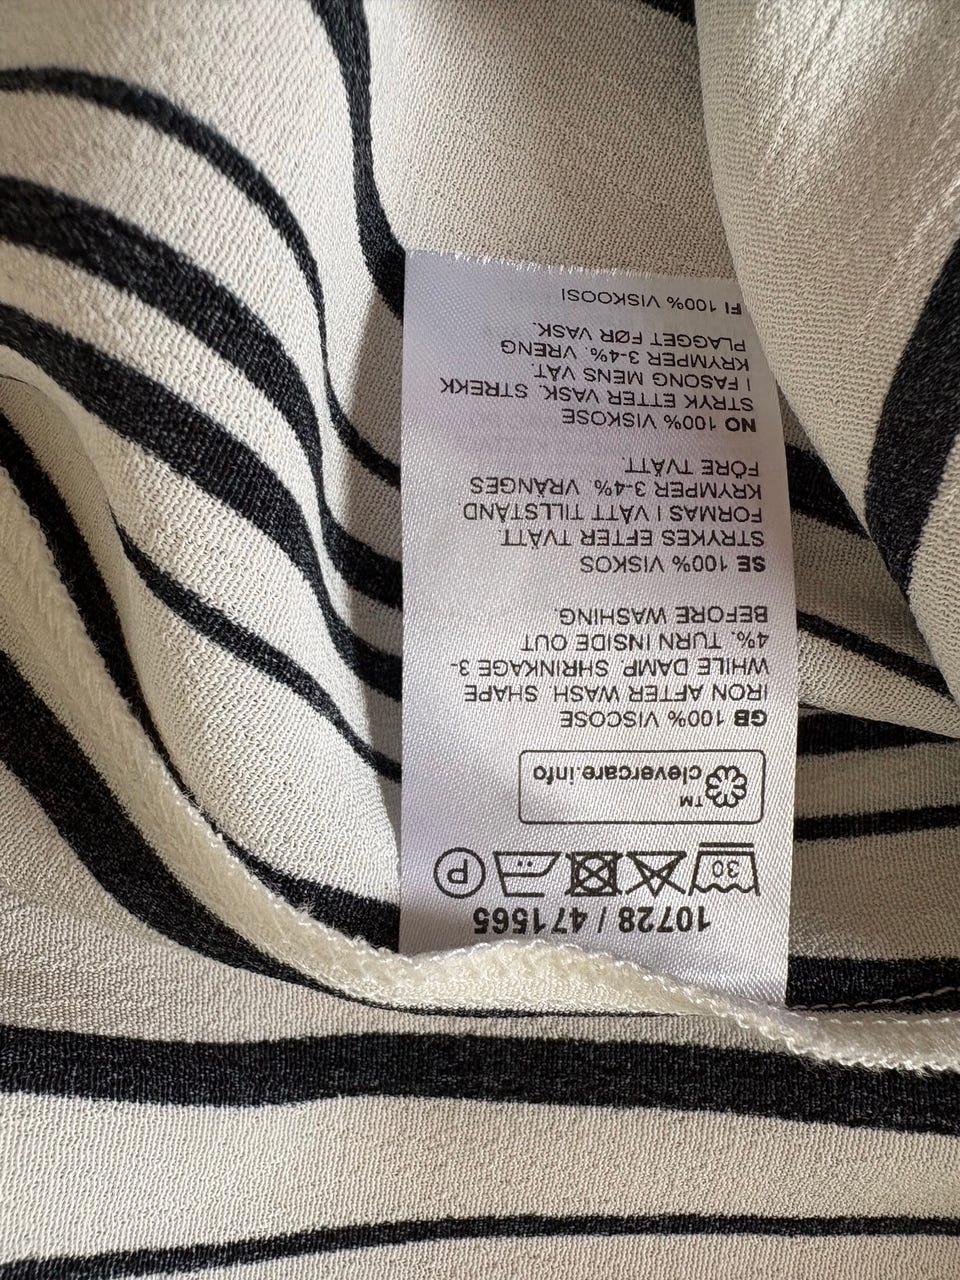 10728 / 471565
30
P
™
clevercare.info
GB 100% VISCOSE
IRON AFTER WASH. SHAPE
WHILE DAMP. SHRINKAGE 3-
4%. TURN INSIDE OUT
BEFORE WASHING.
SE 100% VISKOS
STRYKES EFTER TVÄTT.
FORMAS I VÅTT TILLSTÅND
KRYMPER 3-4%. VRÄNGES
FÖRE TVÄTT.
NO 100% VISKOSE
STRYK ETTER VASK. STREKK
I FASONG MENS VÅT.
KRYMPER 3-4%. VRENG
PLAGGET FØR VASK.
FI 100% VISKOOSI